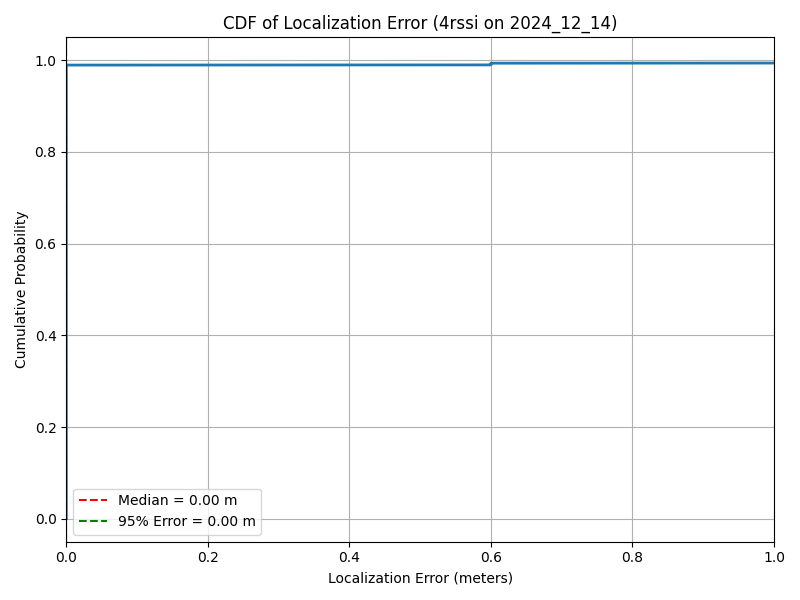 CDF of Localization Error (4rssi on 2024_12_14)
Cumulative Probability
1.0
0.8
0.6
0.4
0.2
0.0
Median = 0.00 m
95% Error = 0.00 m
0.0 0.2 0.4 0.6 0.8 1.0
Localization Error (meters)